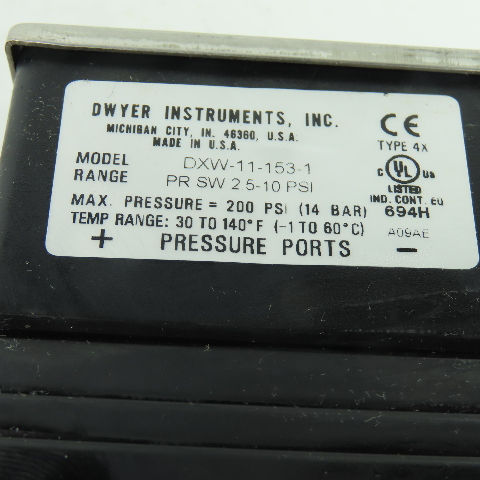 DWYER INSTRUMENTS, INC.
MICHIGAN CITY, IN. 46360, U.S.A.
MADE IN U.S.A.
CE
TYPE 4X
MODEL DXW-11-153-1
RANGE PR SW 2 5-10 PSI
C UL US
LISTED
IND. CONT. EQ
694H
MAX. PRESSURE = 200 PSI (14 BAR)
TEMP RANGE: 30 TO 140°F (-1 TO 60°C)
A09AE
+ PRESSURE PORTS -